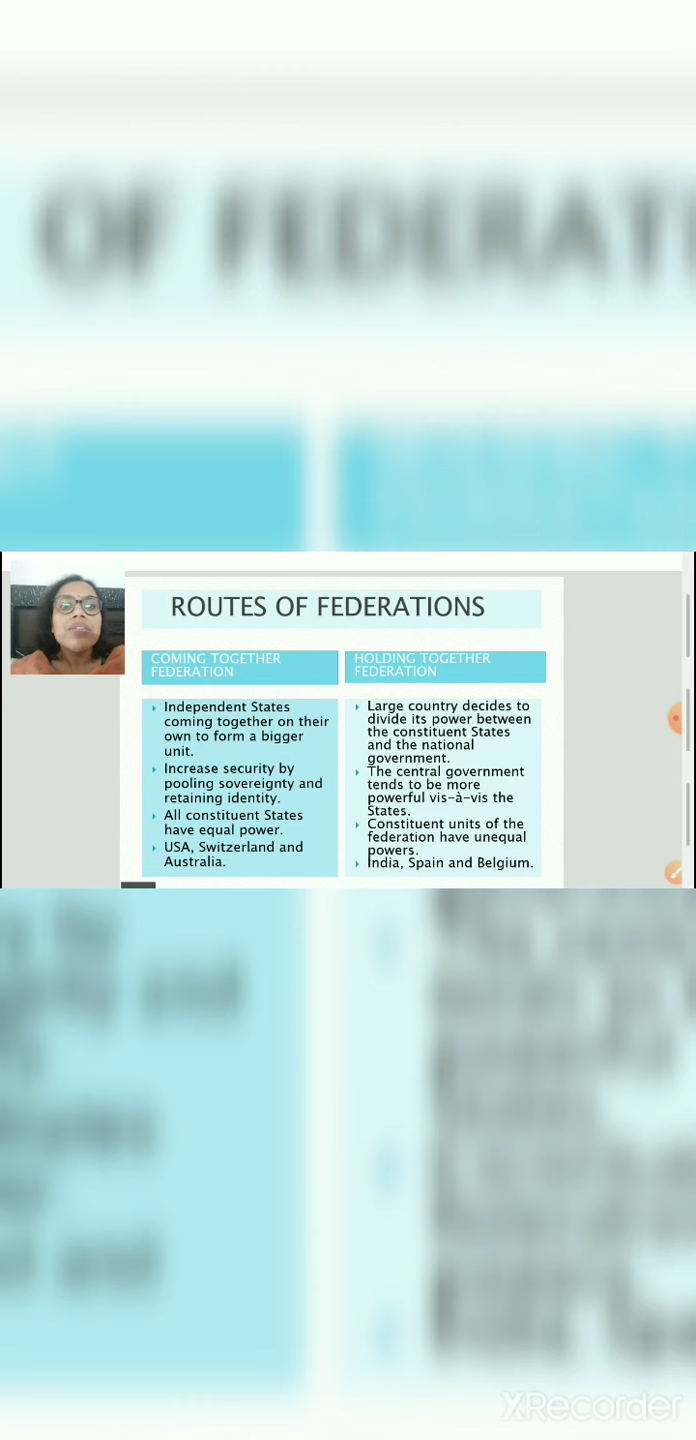 OF FEDERATI
ROUTES OF FEDERATIONS
COMING TOGETHER
FEDERATION
Independent States
coming together on their
own to form a bigger
unit.
Increase security by
pooling sovereignty and
retaining identity.
All constituent States
have equal power.
USA, Switzerland and
Australia.
HOLDING TOGETHER
FEDERATION
Large country decides to
divide its power between
the constituent States
and the national
government.
The central government
tends to be more
powerful vis-à-vis the
States.
Constituent units of the
federation have unequal
powers.
India, Spain and Belgium.
XRecorder